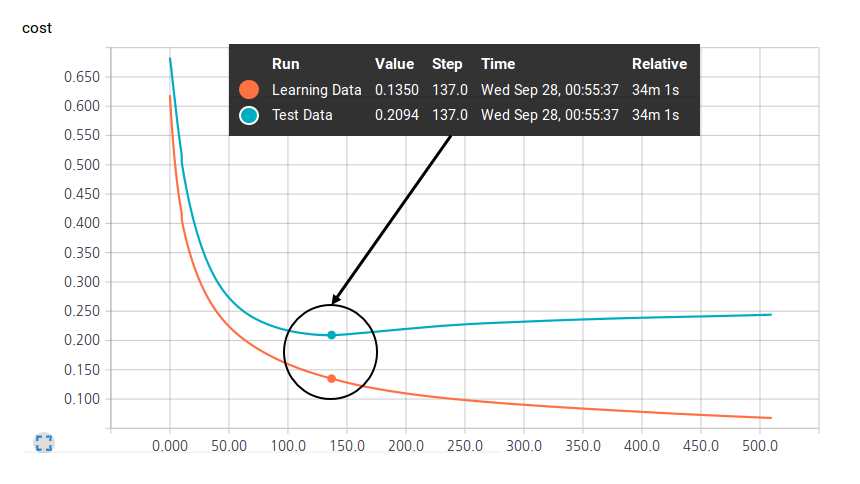 cost
Run Value Step Time Relative
Learning Data 0.1350 137.0 Wed Sep 28, 00:55:37 34m 1s
Test Data 0.2094 137.0 Wed Sep 28, 00:55:37 34m 1s
0.650
0.600
0.550
0.500
0.450
0.400
0.350
0.300
0.250
0.200
0.150
0.100
0.000 50.00 100.0 150.0 200.0 250.0 300.0 350.0 400.0 450.0 500.0